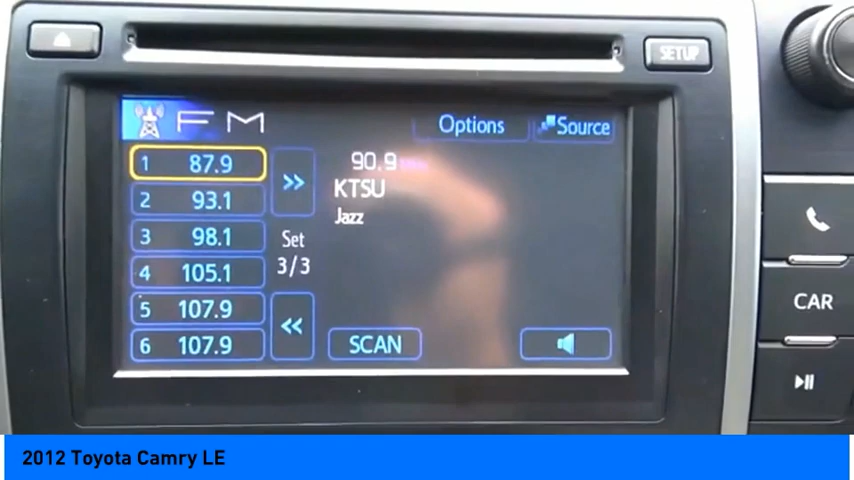 SETUP
FM
Options
Source
1 87.9
90.9
2 93.1
KTSU
Jazz
3 98.1
Set
3/3
4 105.1
5 107.9
6 107.9
SCAN
CAR
2012 Toyota Camry LE